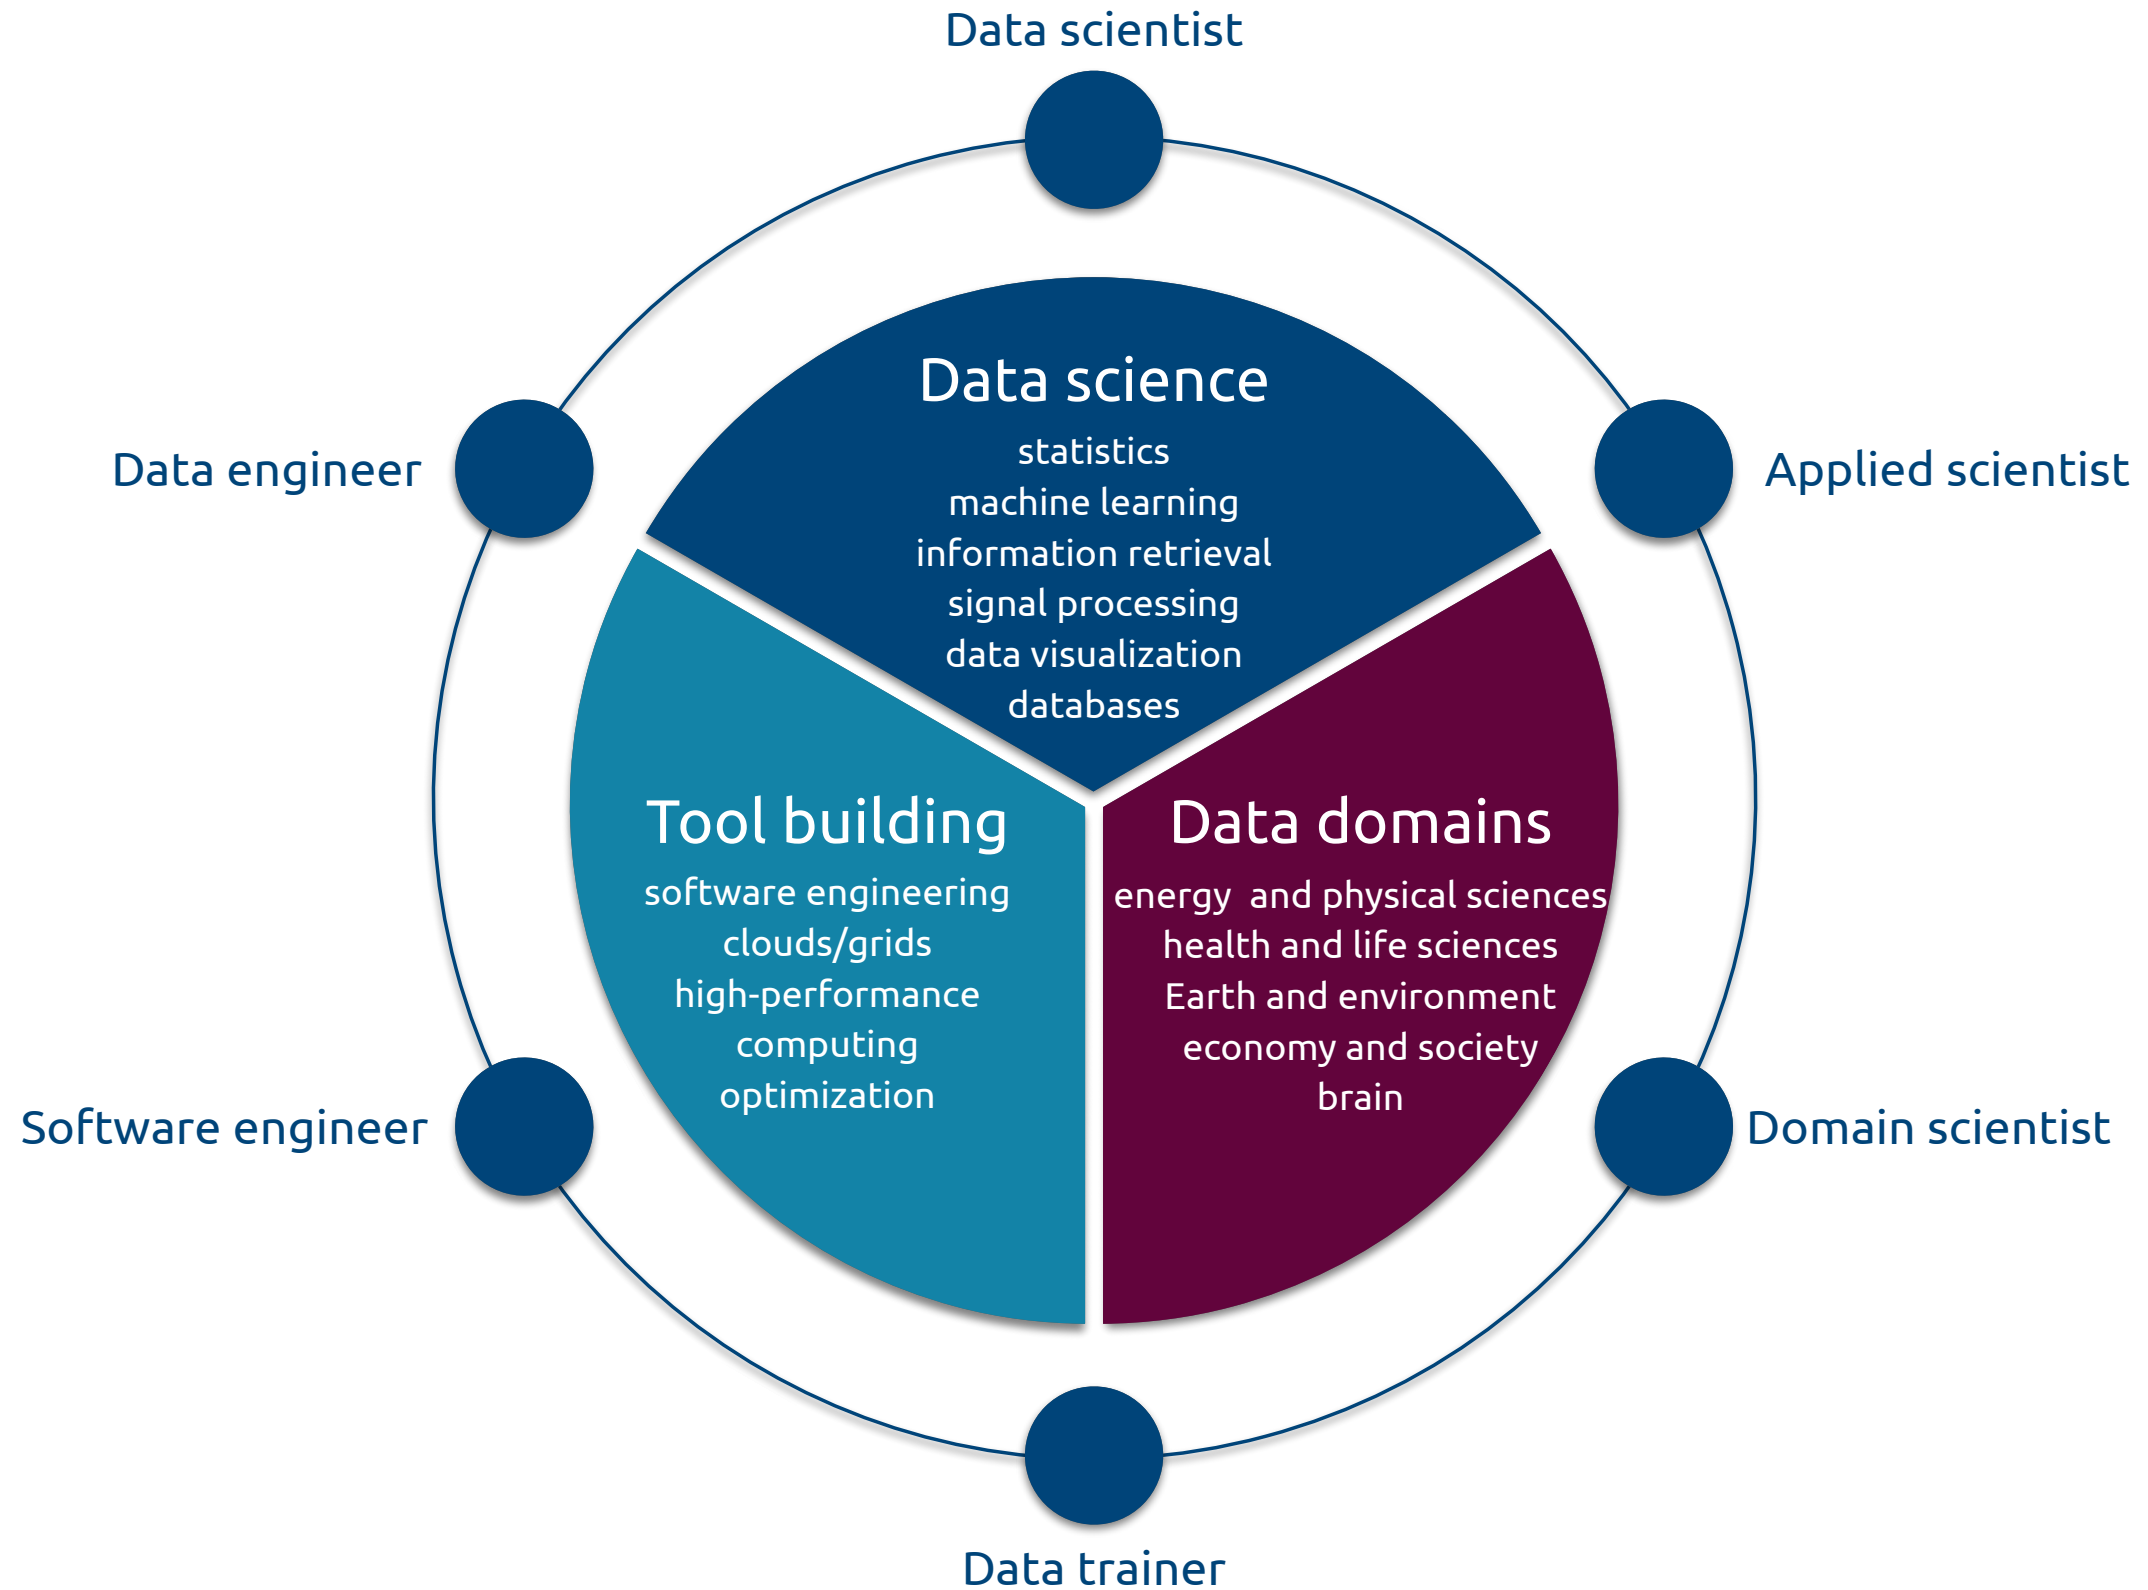 Data scientist
Data engineer
Applied scientist
Data science
statistics
machine learning
information retrieval
signal processing
data visualization
databases
Tool building
software engineering
clouds/grids
high-performance
computing
optimization
Data domains
energy  and physical sciences
health and life sciences
Earth and environment
economy and society
brain
Software engineer
Domain scientist
Data trainer